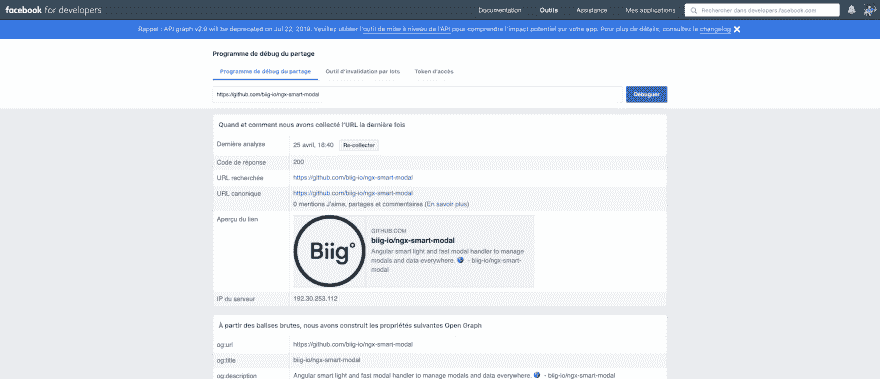 facebook for developers
Documentation Outils Assistance Mes applications Rechercher dans developers.facebook.com
Rappel : API graph v2.9 will be deprecated on Jul 22, 2019. Veuillez utiliser l'outil de mise à niveau de l'API pour comprendre l'impact potentiel sur votre app. Pour plus de détails, consultez le changelog
Programme de débug du partage
Programme de débug du partage Outil d'invalidation par lots Token d'accès
https://github.com/biig-io/ngx-smart-modal Débuguer
Quand et comment nous avons collecté l'URL la dernière fois
Dernière analyse 25 avril, 18:40 Re-collecter
Code de réponse 200
URL recherchée https://github.com/biig-io/ngx-smart-modal
URL canonique https://github.com/biig-io/ngx-smart-modal
0 mentions J'aime, partages et commentaires (En savoir plus)
Aperçu du lien
Biig°
GITHUB.COM
biig-io/ngx-smart-modal
Angular smart light and fast modal handler to manage
modals and data everywhere. - biig-io/ngx-smart-
modal
IP du serveur 192.30.253.112
À partir des balises brutes, nous avons construit les propriétés suivantes Open Graph
og:url https://github.com/biig-io/ngx-smart-modal
og:title biig-io/ngx-smart-modal
og:description Angular smart light and fast modal handler to manage modals and data everywhere. - biig-io/ngx-smart-modal